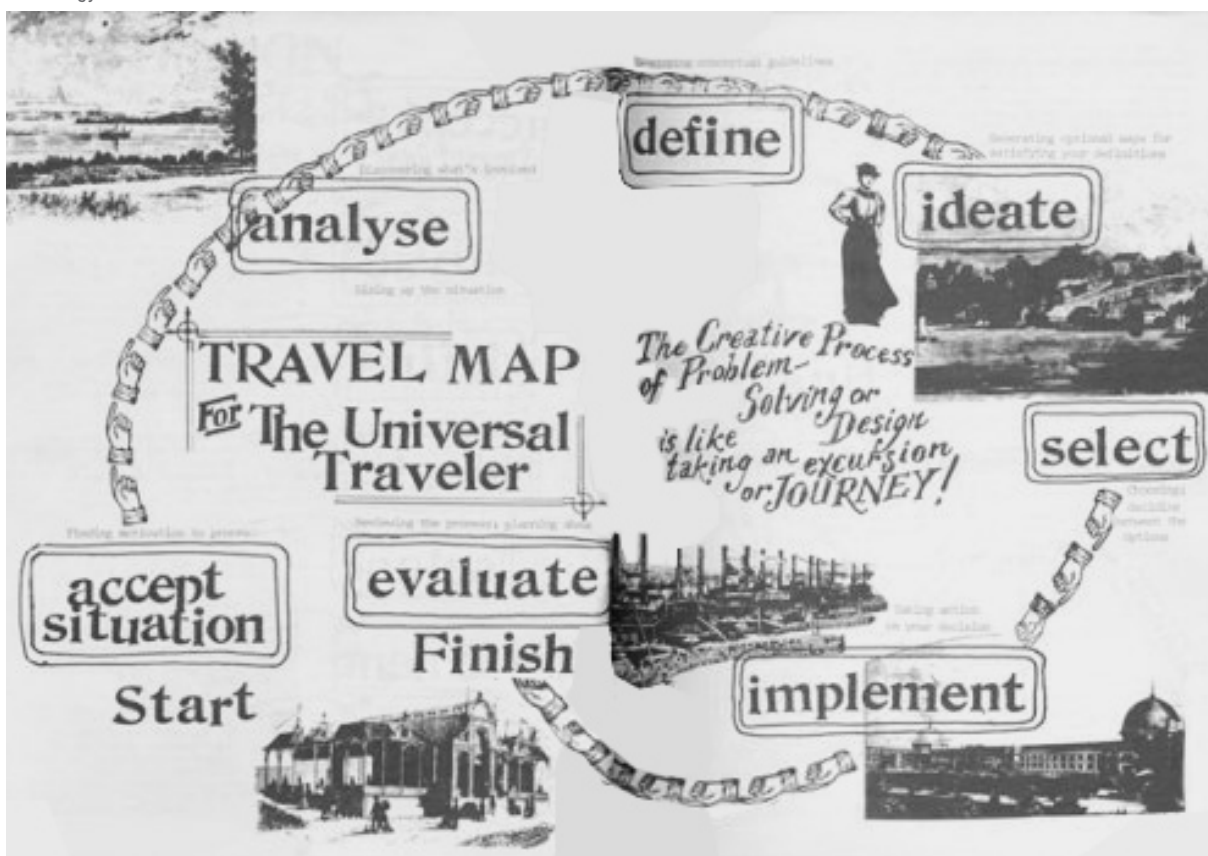 conceptual guidelines
define
Generating optional maps for
satisfying your definitions
ideate
Discovering what's involved
analyse
Sizing up the situation
TRAVEL MAP
For The Universal
Traveler
The Creative Process
of Problem-
Solving or
Design
is like
taking an excursion
or JOURNEY!
select
Choosing;
deciding
between the
options
Finding motivation to
accept
situation
Start
Reviewing the process; planning
evaluate
Finish
Taking action
on your decision
implement